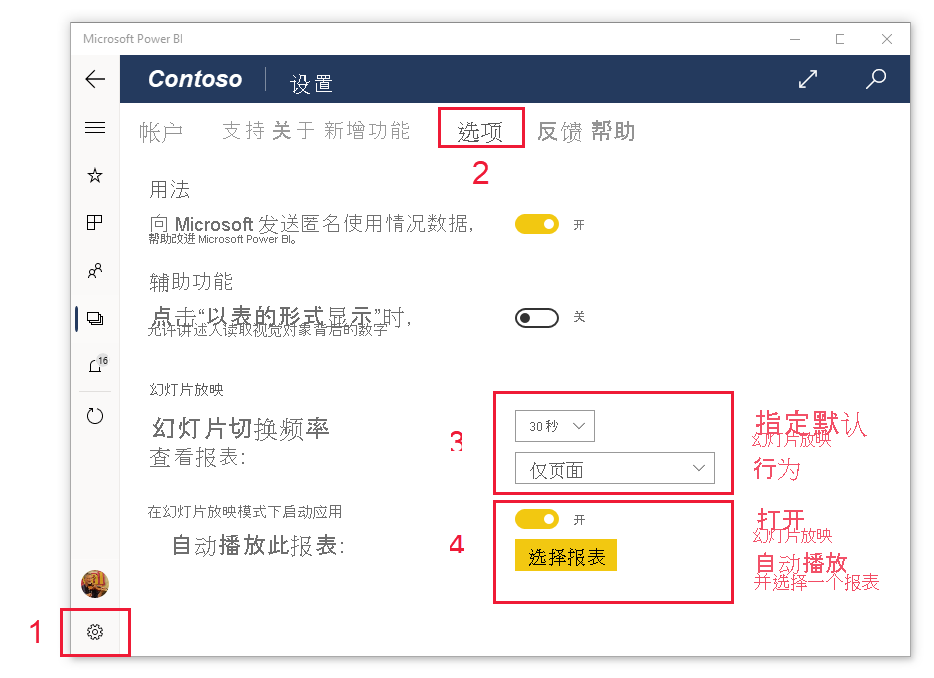 Microsoft Power BI
Contoso 设置
帐户 支持 关于 新增功能 选项 反馈 帮助
2
用法
向 Microsoft 发送匿名使用情况数据,
帮助改进 Microsoft Power BI。
开
辅助功能
点击“以表的形式显示”时,
允许讲述人读取视觉对象背后的数字
关
16
幻灯片放映
幻灯片切换频率
查看报表:
3
30 秒
仅页面
指定默认
幻灯片放映
行为
在幻灯片放映模式下启动应用
自动播放此报表:
4
开
选择报表
打开
幻灯片放映
自动播放
并选择一个报表
1